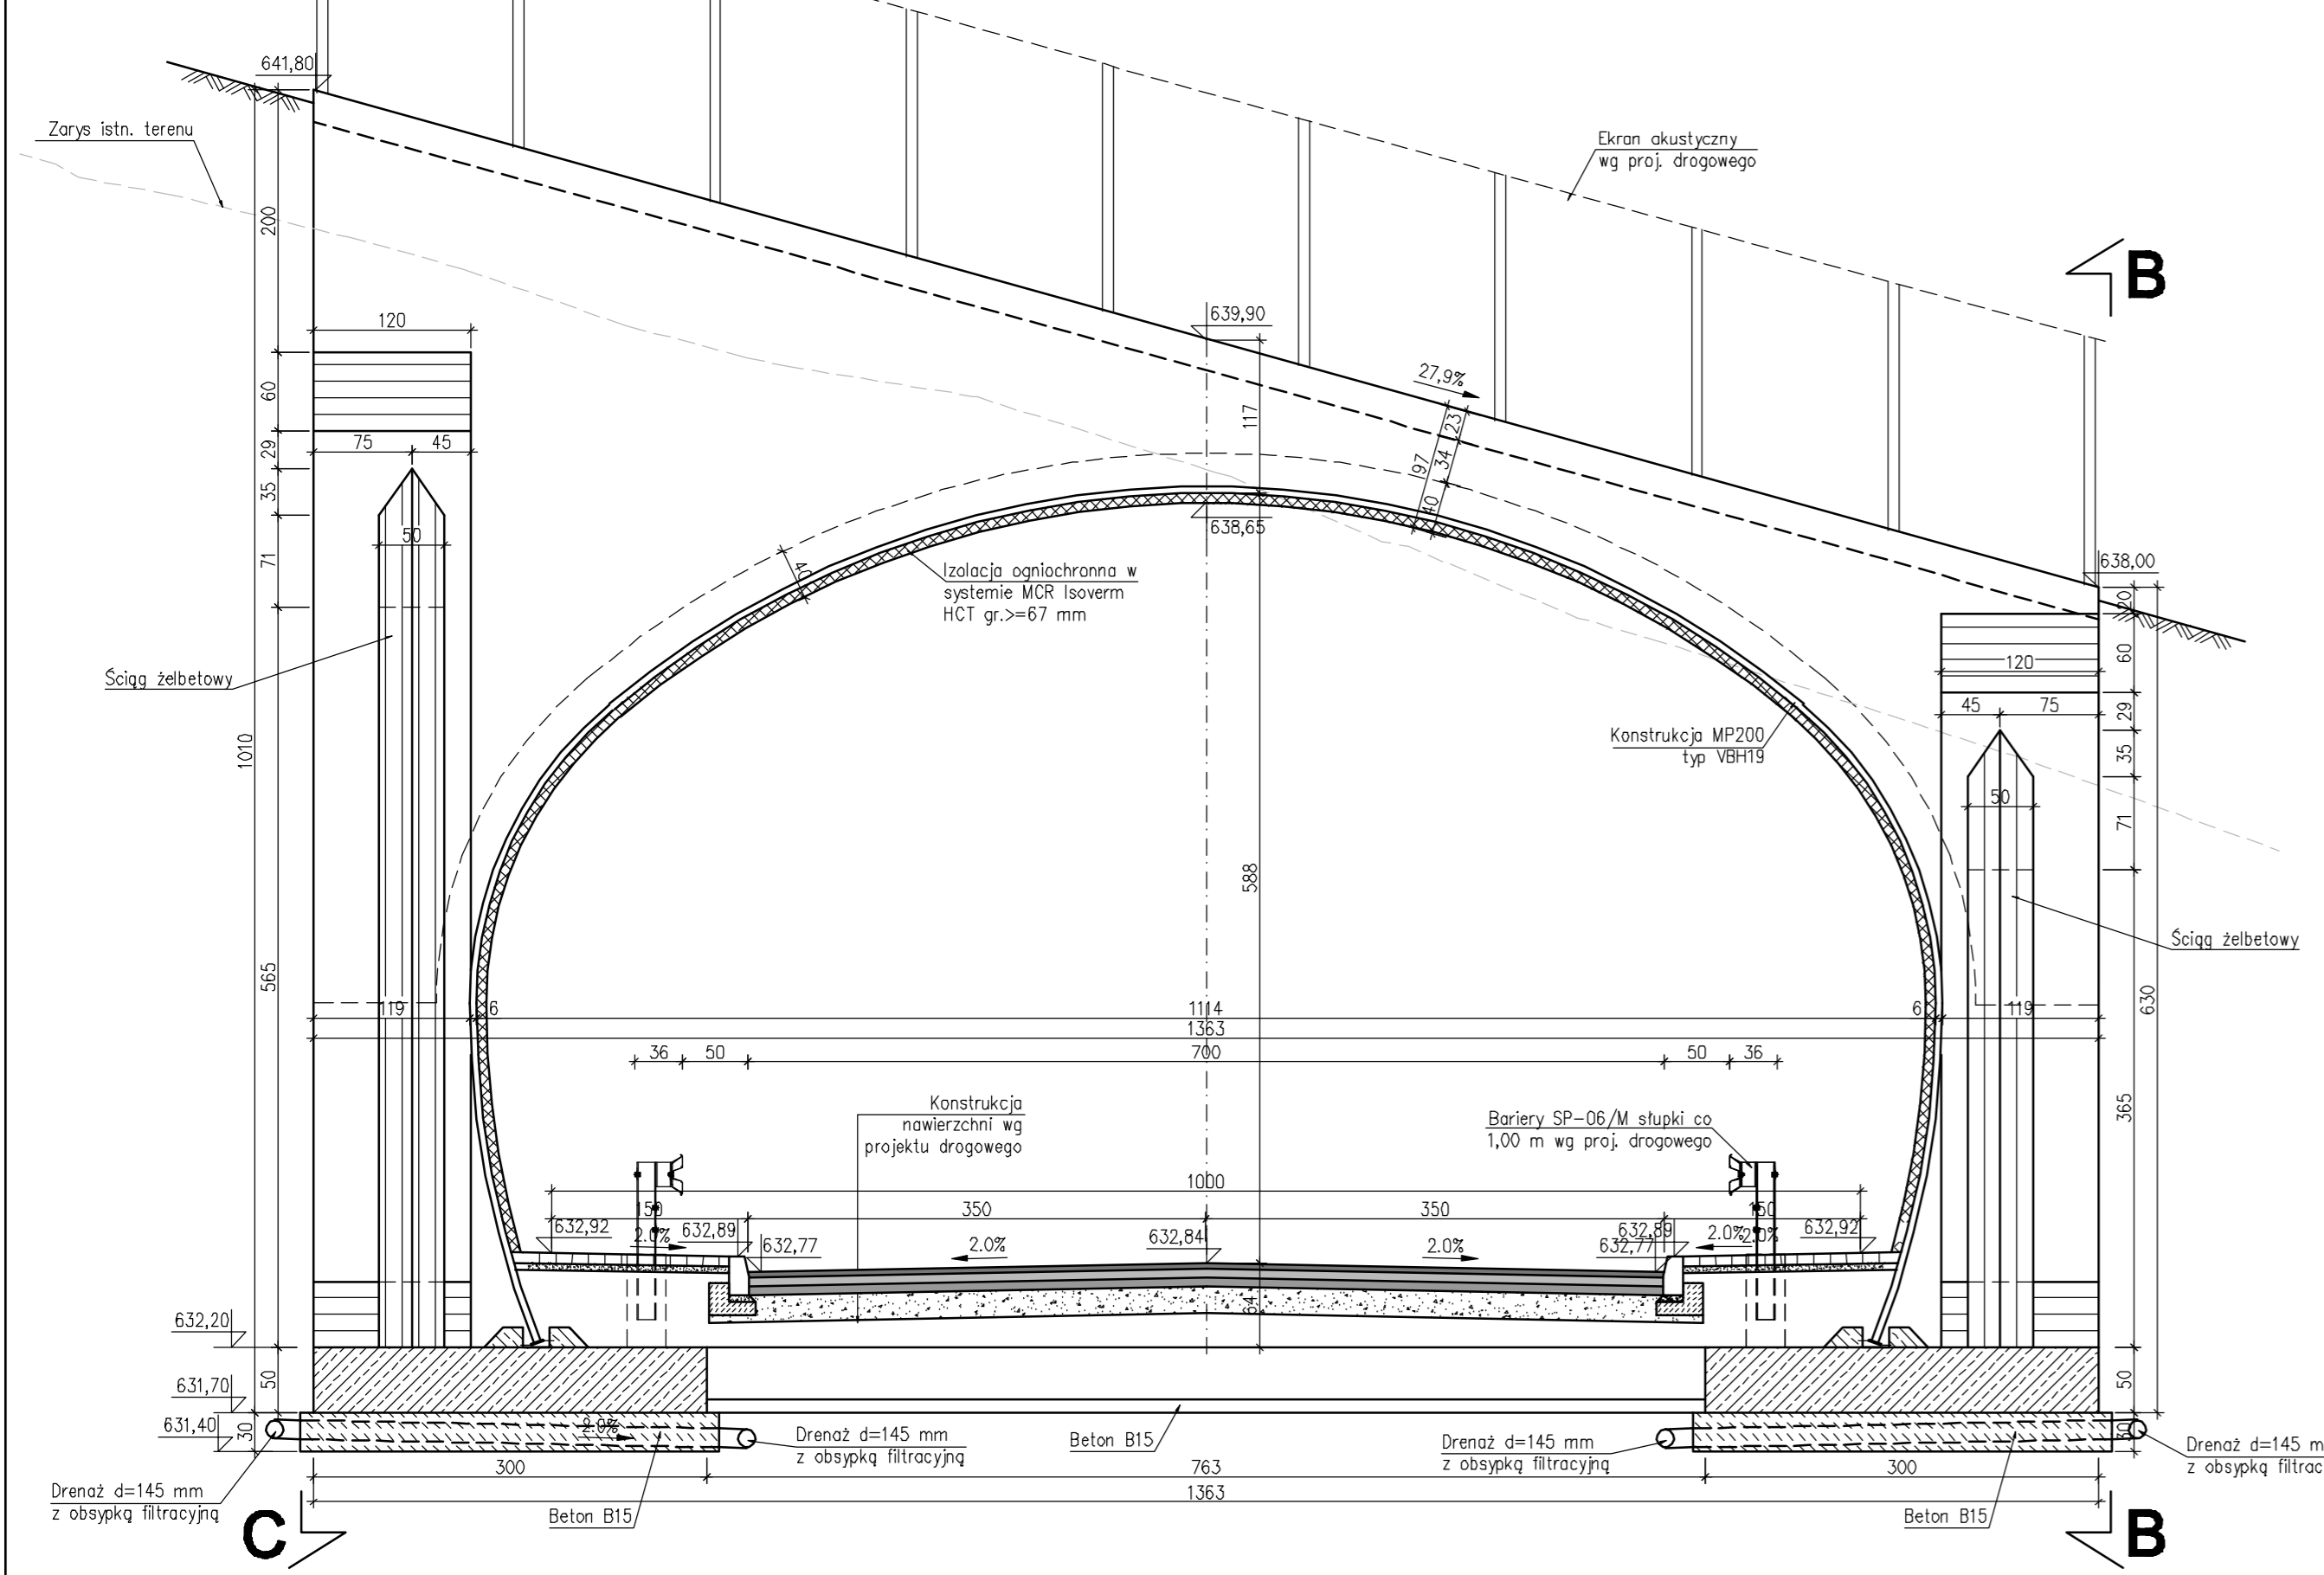 641,80
Zarys istn. terenu
Ekran akustyczny
wg proj. drogowego
B
200
120
639,90
27,9%
117
23
34
197
40
60
75
45
29
35
50
71
638,65
40
Izolacja ogniochronna w
systemie MCR Isoverm
HCT gr.>=67 mm
638,00
20
60
120
45
75
29
35
50
71
Konstrukcja MP200
typ VBH19
Ściąg żelbetowy
1010
565
588
Ściąg żelbetowy
630
365
119
6
1114
6
119
1363
36
50
700
50
36
Konstrukcja
nawierzchni wg
projektu drogowego
Bariery SP-06/M słupki co
1,00 m wg proj. drogowego
1000
150
350
350
150
632,92
2.0%
632,89
632,77
2.0%
632,84
2.0%
632,77
632,89
2.0%
2.0%
632,92
64
632,20
50
631,70
631,40
30
2.0%
50
30
Drenaż d=145 mm
z obsypką filtracyjną
Beton B15
Drenaż d=145 mm
z obsypką filtracyjną
Drenaż d=145 m
z obsypką filtrac
300
763
300
1363
Drenaż d=145 mm
z obsypką filtracyjną
Beton B15
Beton B15
C
B